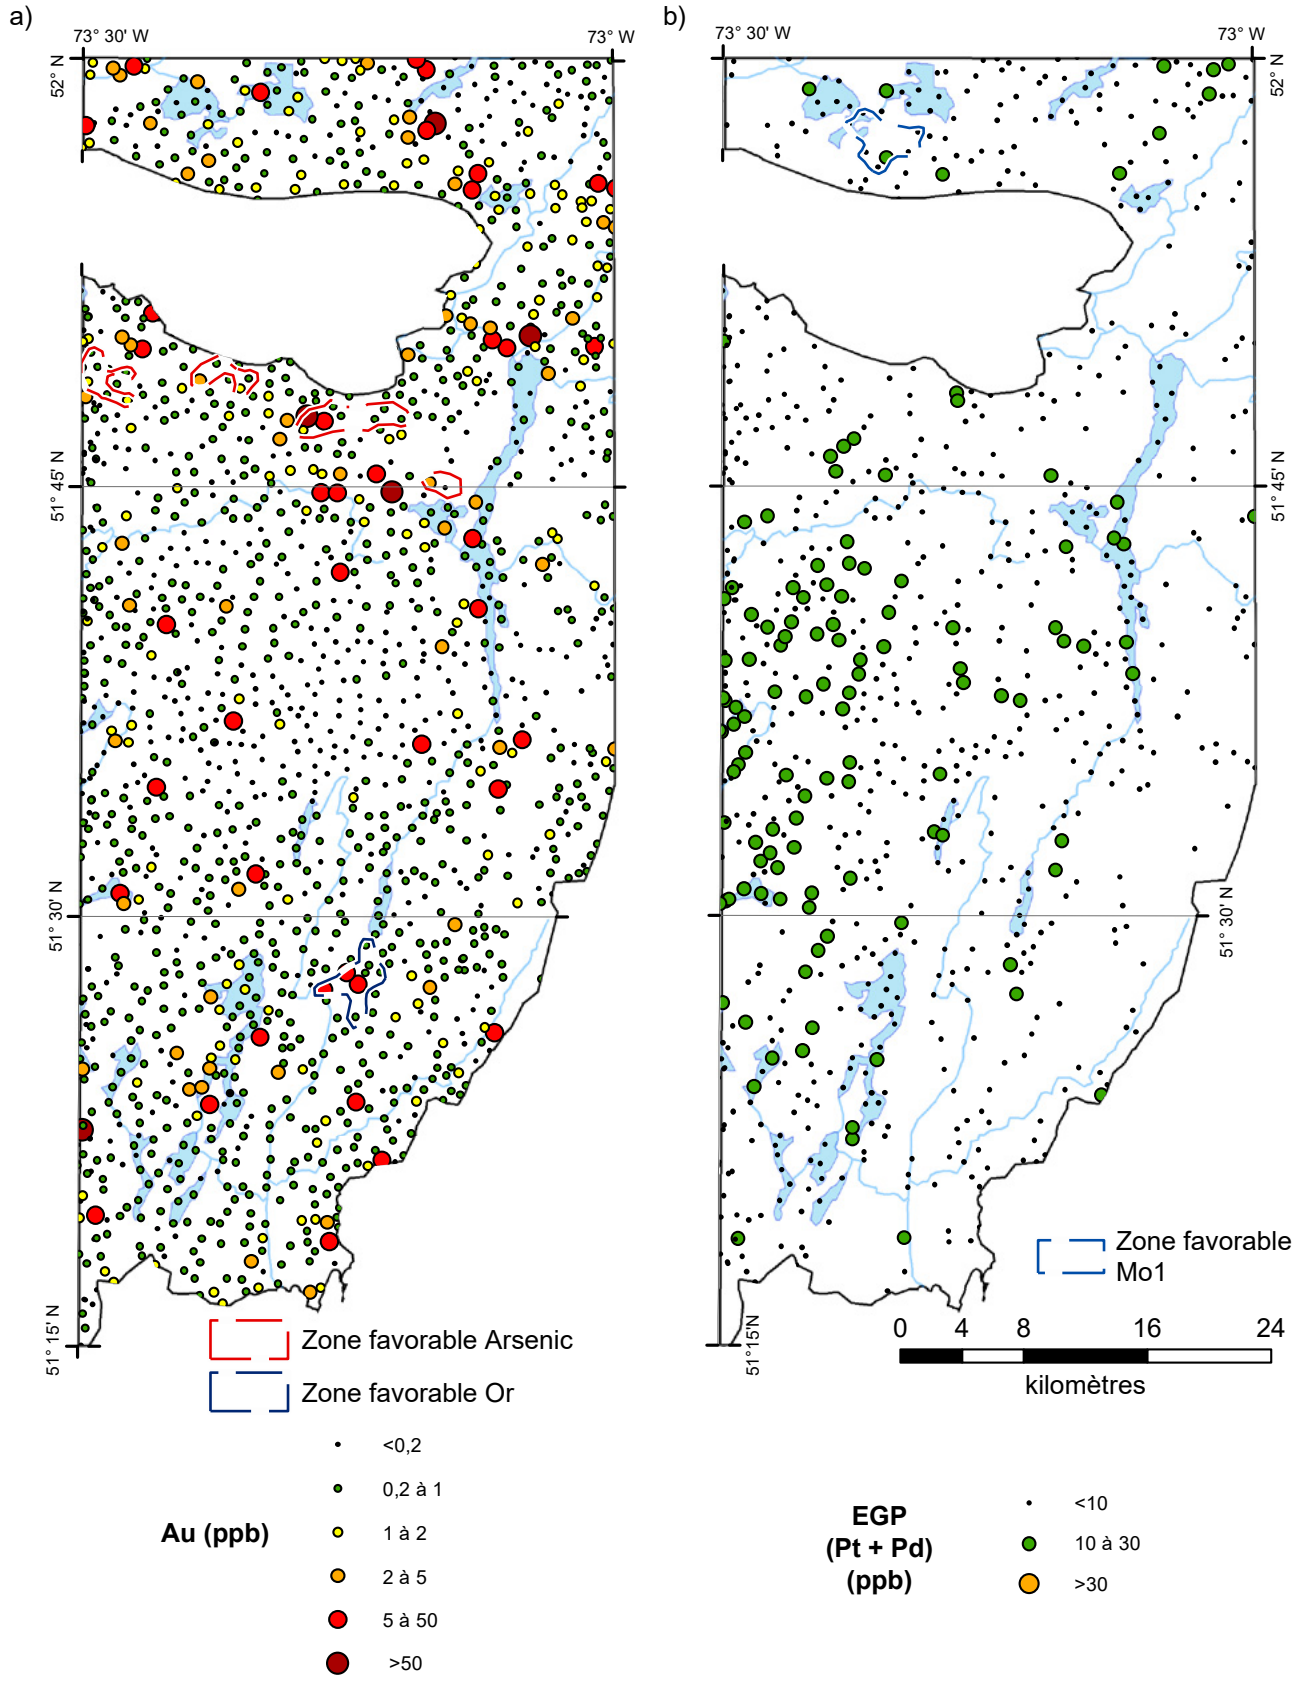 a)
b)
73° 30' W
73° W
73° 30' W
73° W
52° N
52° N
51° 45' N
51° 45' N
51° 30' N
51° 30' N
51° 15' N
51° 15'N
Zone favorable Arsenic
Zone favorable Or
Au (ppb)
<0,2
0,2 à 1
1 à 2
2 à 5
5 à 50
>50
Zone favorable
Mo1
0 4 8 16 24
kilomètres
EGP
(Pt + Pd)
(ppb)
<10
10 à 30
>30